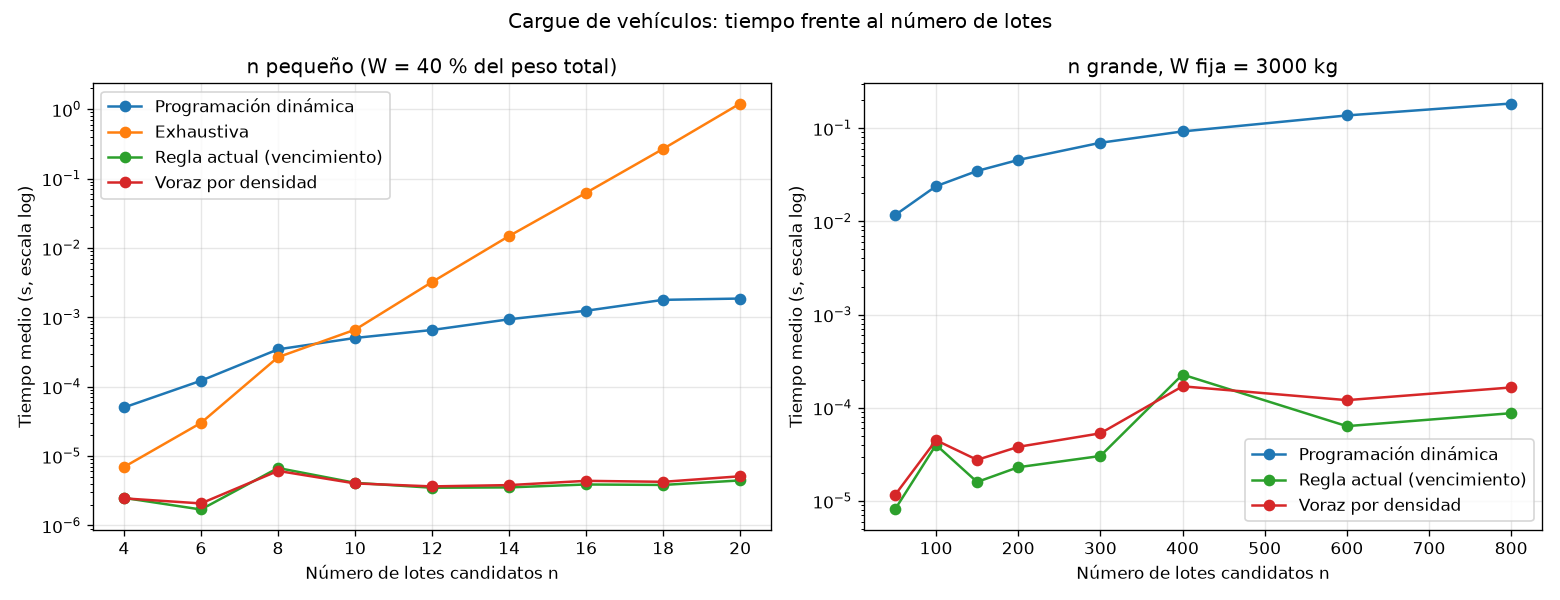 Cargue de vehículos: tiempo frente al número de lotes
n pequeño (W = 40 % del peso total)
Tiempo medio (s, escala log)
10⁰
10⁻¹
10⁻²
10⁻³
10⁻⁴
10⁻⁵
10⁻⁶
Programación dinámica
Exhaustiva
Regla actual (vencimiento)
Voraz por densidad
4 6 8 10 12 14 16 18 20
Número de lotes candidatos n
n grande, W fija = 3000 kg
Tiempo medio (s, escala log)
10⁻¹
10⁻²
10⁻³
10⁻⁴
10⁻⁵
Programación dinámica
Regla actual (vencimiento)
Voraz por densidad
100 200 300 400 500 600 700 800
Número de lotes candidatos n